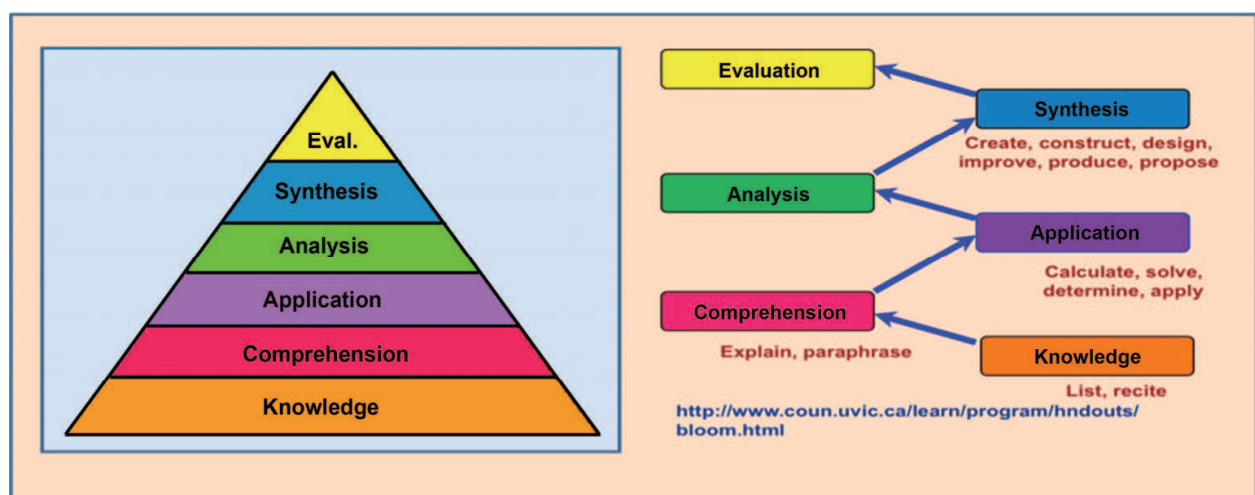 Eval.
Synthesis
Analysis
Application
Comprehension
Knowledge
Evaluation
Synthesis
Create, construct, design,
improve, produce, propose
Analysis
Application
Calculate, solve,
determine, apply
Comprehension
Explain, paraphrase
Knowledge
List, recite
http://www.coun.uvic.ca/learn/program/hndouts/
bloom.html